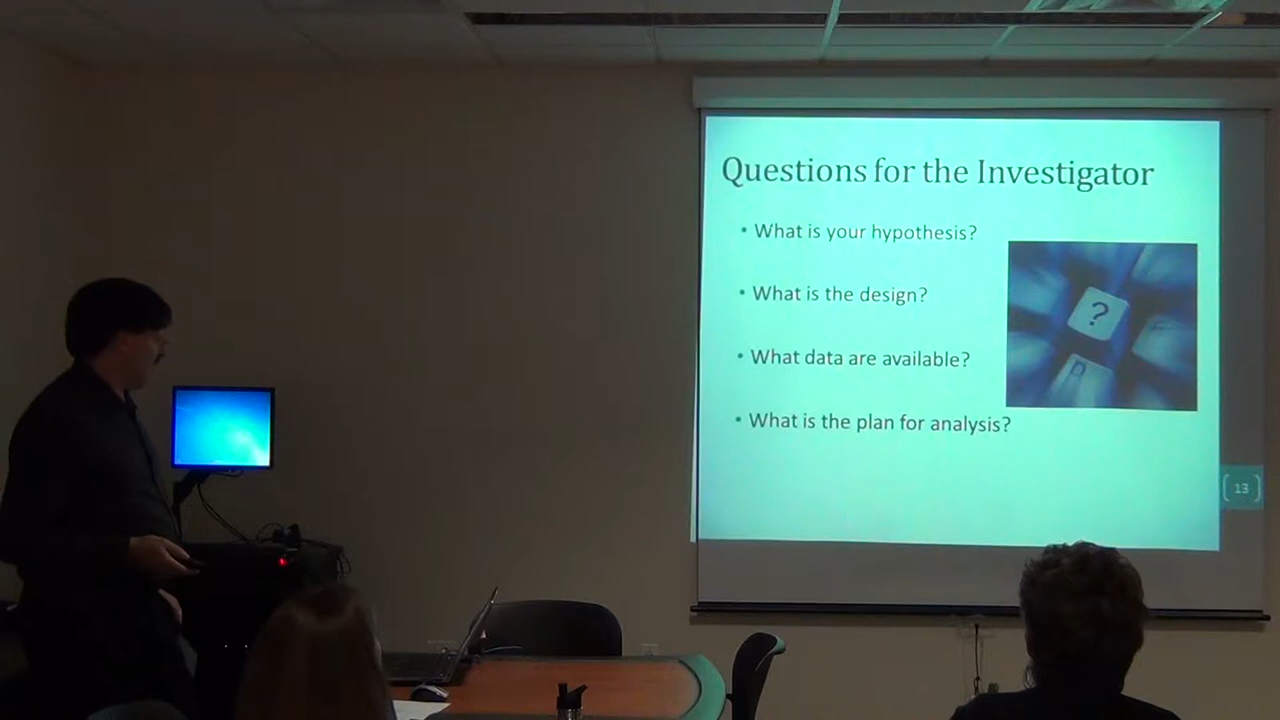 Questions for the Investigator
• What is your hypothesis?
• What is the design?
• What data are available?
• What is the plan for analysis?
?
13